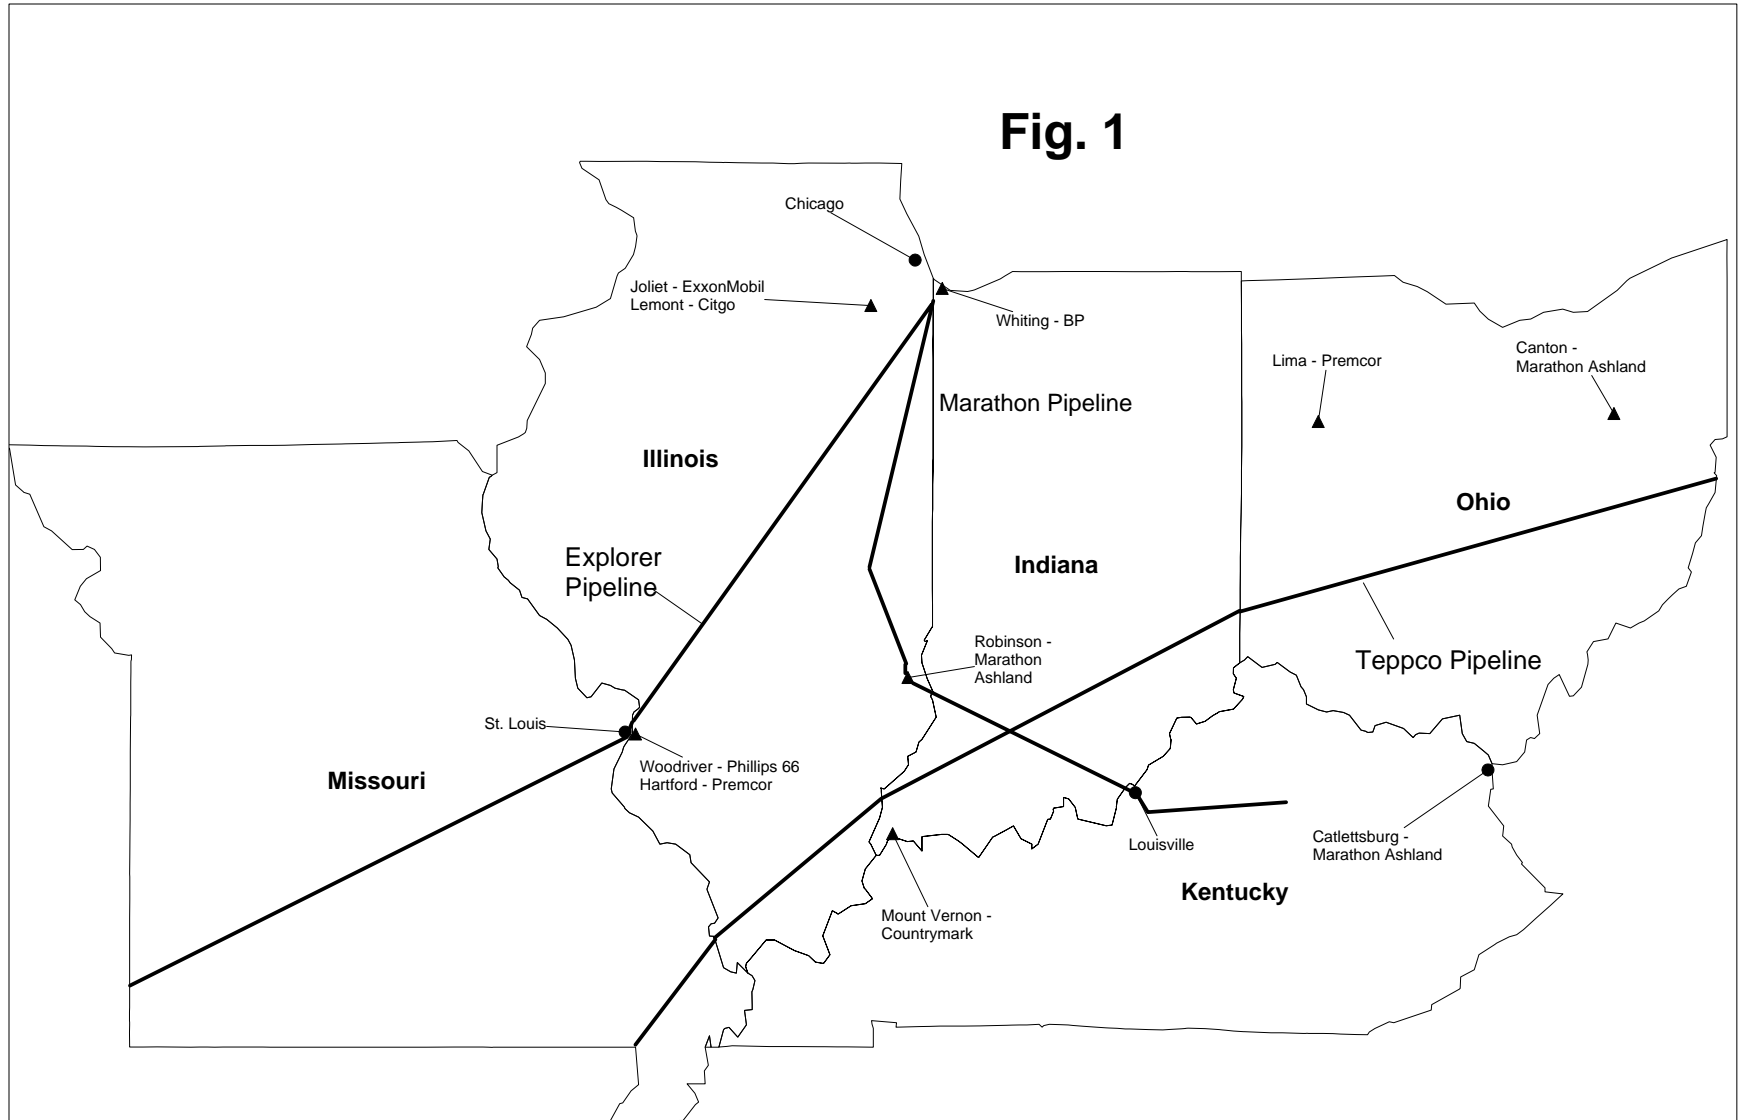 Fig. 1
Chicago
Joliet - ExxonMobil
Lemont - Citgo
Whiting - BP
Canton -
Marathon Ashland
Lima - Premcor
Marathon Pipeline
Illinois
Ohio
Explorer
Pipeline
Indiana
Robinson -
Marathon
Ashland
Teppco Pipeline
St. Louis
Woodriver - Phillips 66
Hartford - Premcor
Missouri
Louisville
Catlettsburg -
Marathon Ashland
Kentucky
Mount Vernon -
Countrymark